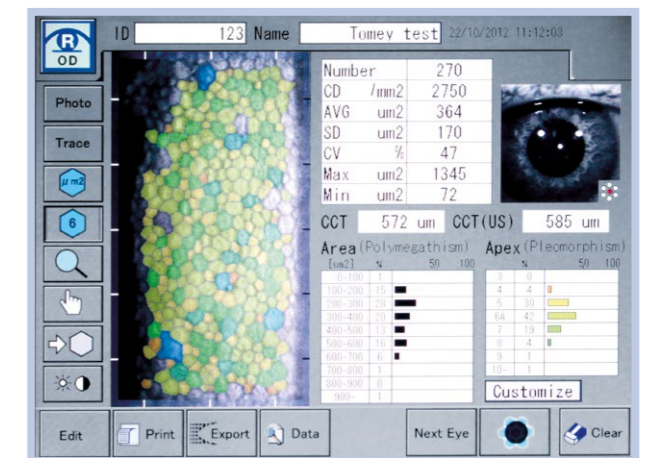 R
OD
ID 123 Name Tomey test 22/10/2012 11:12:03
Photo
Trace
μm2
6
Edit
Number 270
CD /mm2 2750
AVG um2 364
SD um2 170
CV % 47
Max um2 1345
Min um2 72
CCT 572 um CCT(US) 585 um
Area(Polymegathism)
[um2] % 50 100
0-100 1
100-200 15
200-300 28
300-400 20
400-500 13
500-600 16
600-700 6
700-800 1
800-900 0
900- 1
Apex(Pleomorphism)
% 50 100
3 0
4 4
5 30
6A 42
7 19
8 4
9 1
10- 1
Customize
Print
Export
Data
Next Eye
Clear